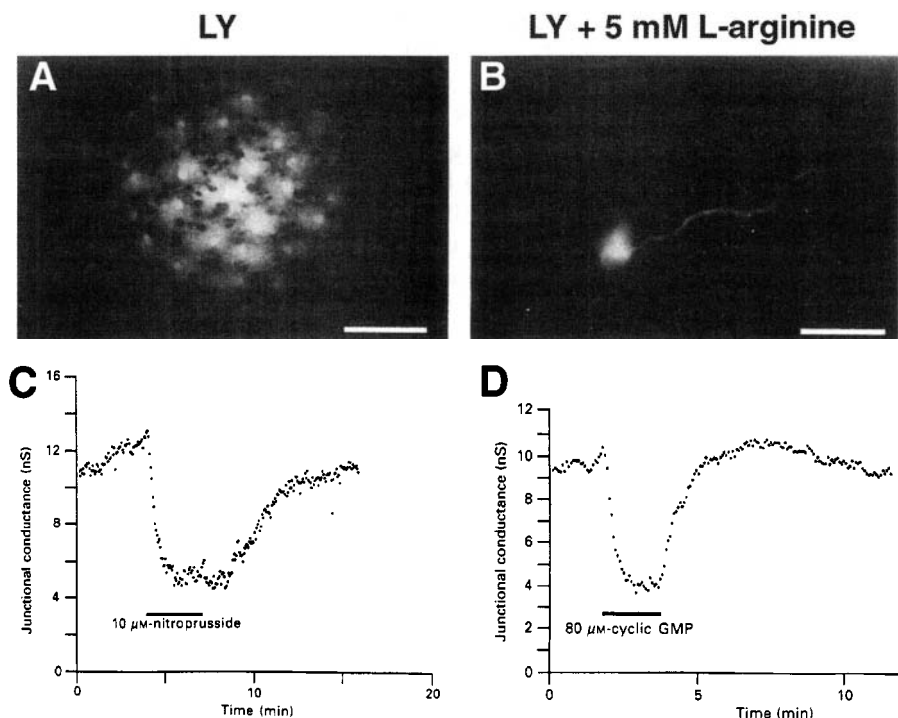 LY
LY + 5 mM L-arginine
A
B
C
16
12
8
4
0
Junctional conductance (nS)
10 μM-nitroprusside
0
10
20
Time (min)
D
12
10
8
6
4
2
0
Junctional conductance (nS)
80 μM-cyclic GMP
0
5
10
Time (min)